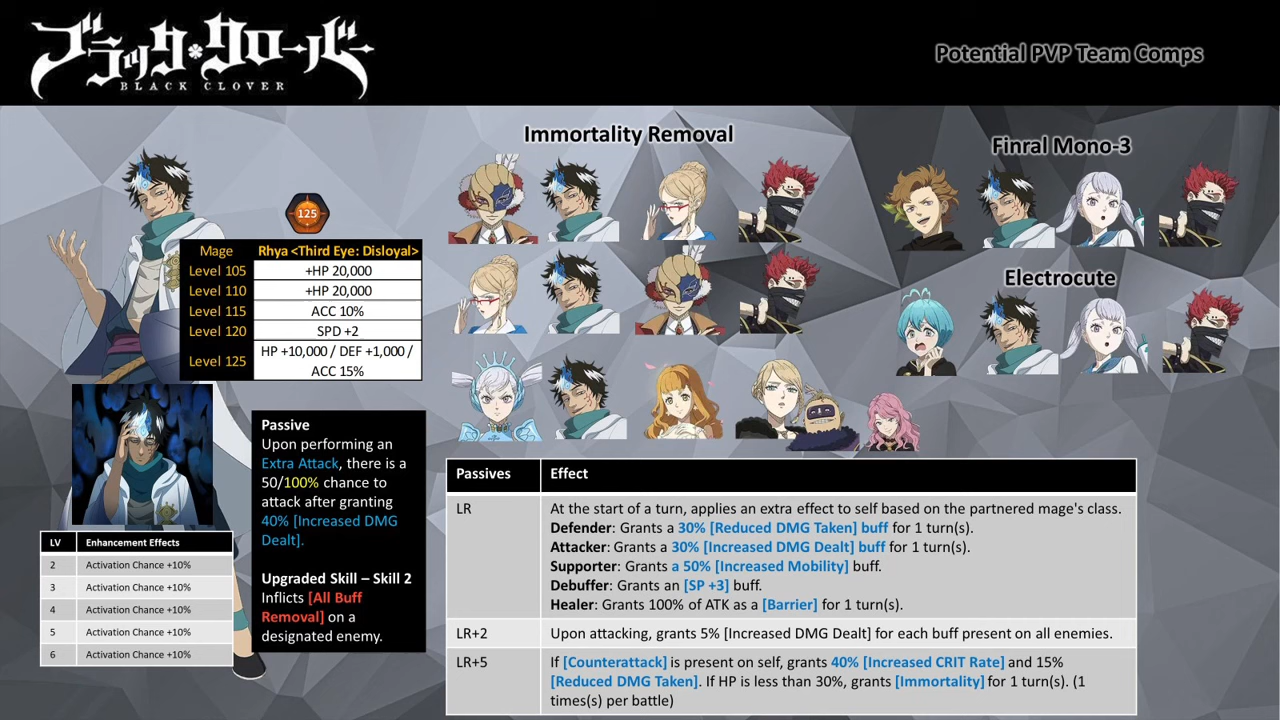 ブラック・クローバー
BLACK CLOVER
Potential PVP Team Comps
125
Mage Rhya <Third Eye: Disloyal>
Level 105 +HP 20,000
Level 110 +HP 20,000
Level 115 ACC 10%
Level 120 SPD +2
Level 125 HP +10,000 / DEF +1,000 /
ACC 15%
Passive
Upon performing an
Extra Attack, there is a
50/100% chance to
attack after granting
40% [Increased DMG
Dealt].
Upgraded Skill – Skill 2
Inflicts [All Buff
Removal] on a
designated enemy.
LV Enhancement Effects
2 Activation Chance +10%
3 Activation Chance +10%
4 Activation Chance +10%
5 Activation Chance +10%
6 Activation Chance +10%
Immortality Removal
Finral Mono-3
Electrocute
Passives Effect
LR At the start of a turn, applies an extra effect to self based on the partnered mage's class.
Defender: Grants a 30% [Reduced DMG Taken] buff for 1 turn(s).
Attacker: Grants a 30% [Increased DMG Dealt] buff for 1 turn(s).
Supporter: Grants a 50% [Increased Mobility] buff.
Debuffer: Grants an [SP +3] buff.
Healer: Grants 100% of ATK as a [Barrier] for 1 turn(s).
LR+2 Upon attacking, grants 5% [Increased DMG Dealt] for each buff present on all enemies.
LR+5 If [Counterattack] is present on self, grants 40% [Increased CRIT Rate] and 15%
[Reduced DMG Taken]. If HP is less than 30%, grants [Immortality] for 1 turn(s). (1
times(s) per battle)